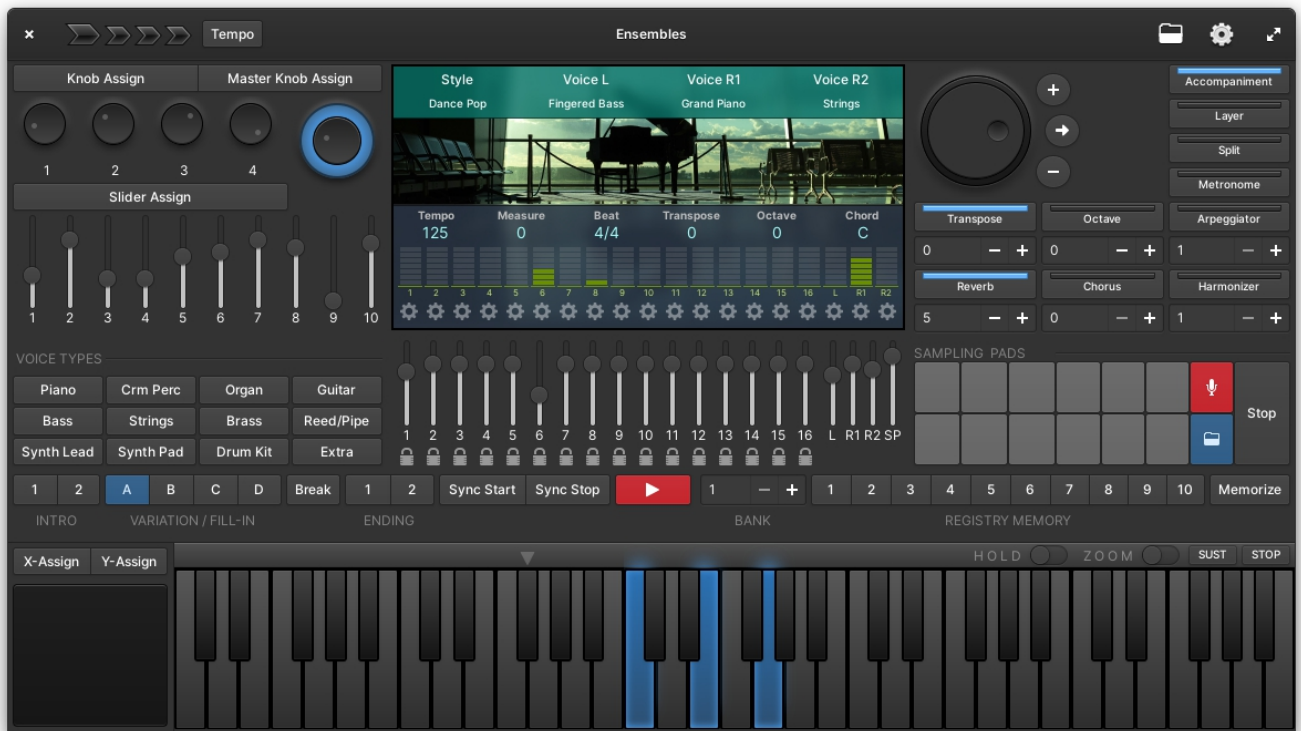 Tempo Ensembles
Knob Assign Master Knob Assign
1 2 3 4
Slider Assign
1 2 3 4 5 6 7 8 9 10
Style Voice L Voice R1 Voice R2
Dance Pop Fingered Bass Grand Piano Strings
Tempo Measure Beat Transpose Octave Chord
125 0 4/4 0 0 C
1 2 3 4 5 6 7 8 9 10 11 12 13 14 15 16 L R1 R2
Accompaniment
Layer
Split
Metronome
Transpose Octave Arpeggiator
0 − + 0 − + 1 − +
Reverb Chorus Harmonizer
5 − + 0 − + 1 − +
VOICE TYPES
Piano Crm Perc Organ Guitar
Bass Strings Brass Reed/Pipe
Synth Lead Synth Pad Drum Kit Extra
1 2 3 4 5 6 7 8 9 10 11 12 13 14 15 16 L R1 R2 SP
SAMPLING PADS
Stop
1 2 A B C D Break 1 2 Sync Start Sync Stop 1 − + 1 2 3 4 5 6 7 8 9 10 Memorize
INTRO VARIATION / FILL-IN ENDING BANK REGISTRY MEMORY
X-Assign Y-Assign HOLD ZOOM SUST STOP